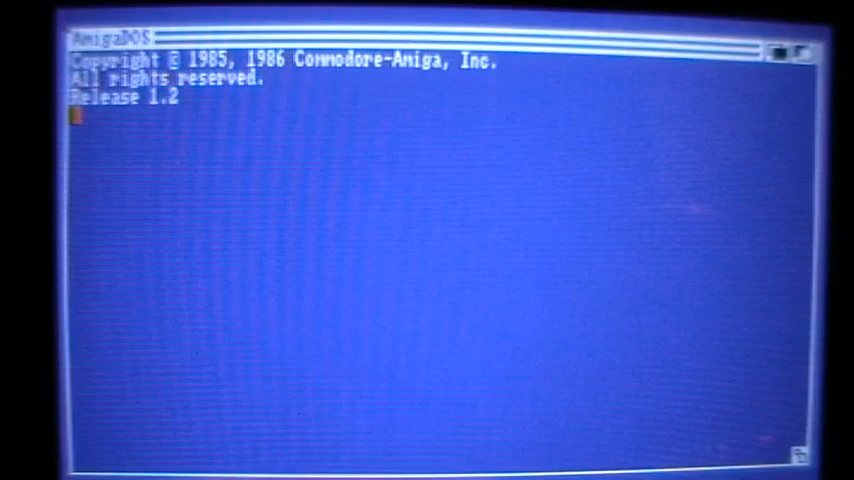 AmigaDOS
Copyright © 1985, 1986 Commodore-Amiga, Inc.
All rights reserved.
Release 1.2